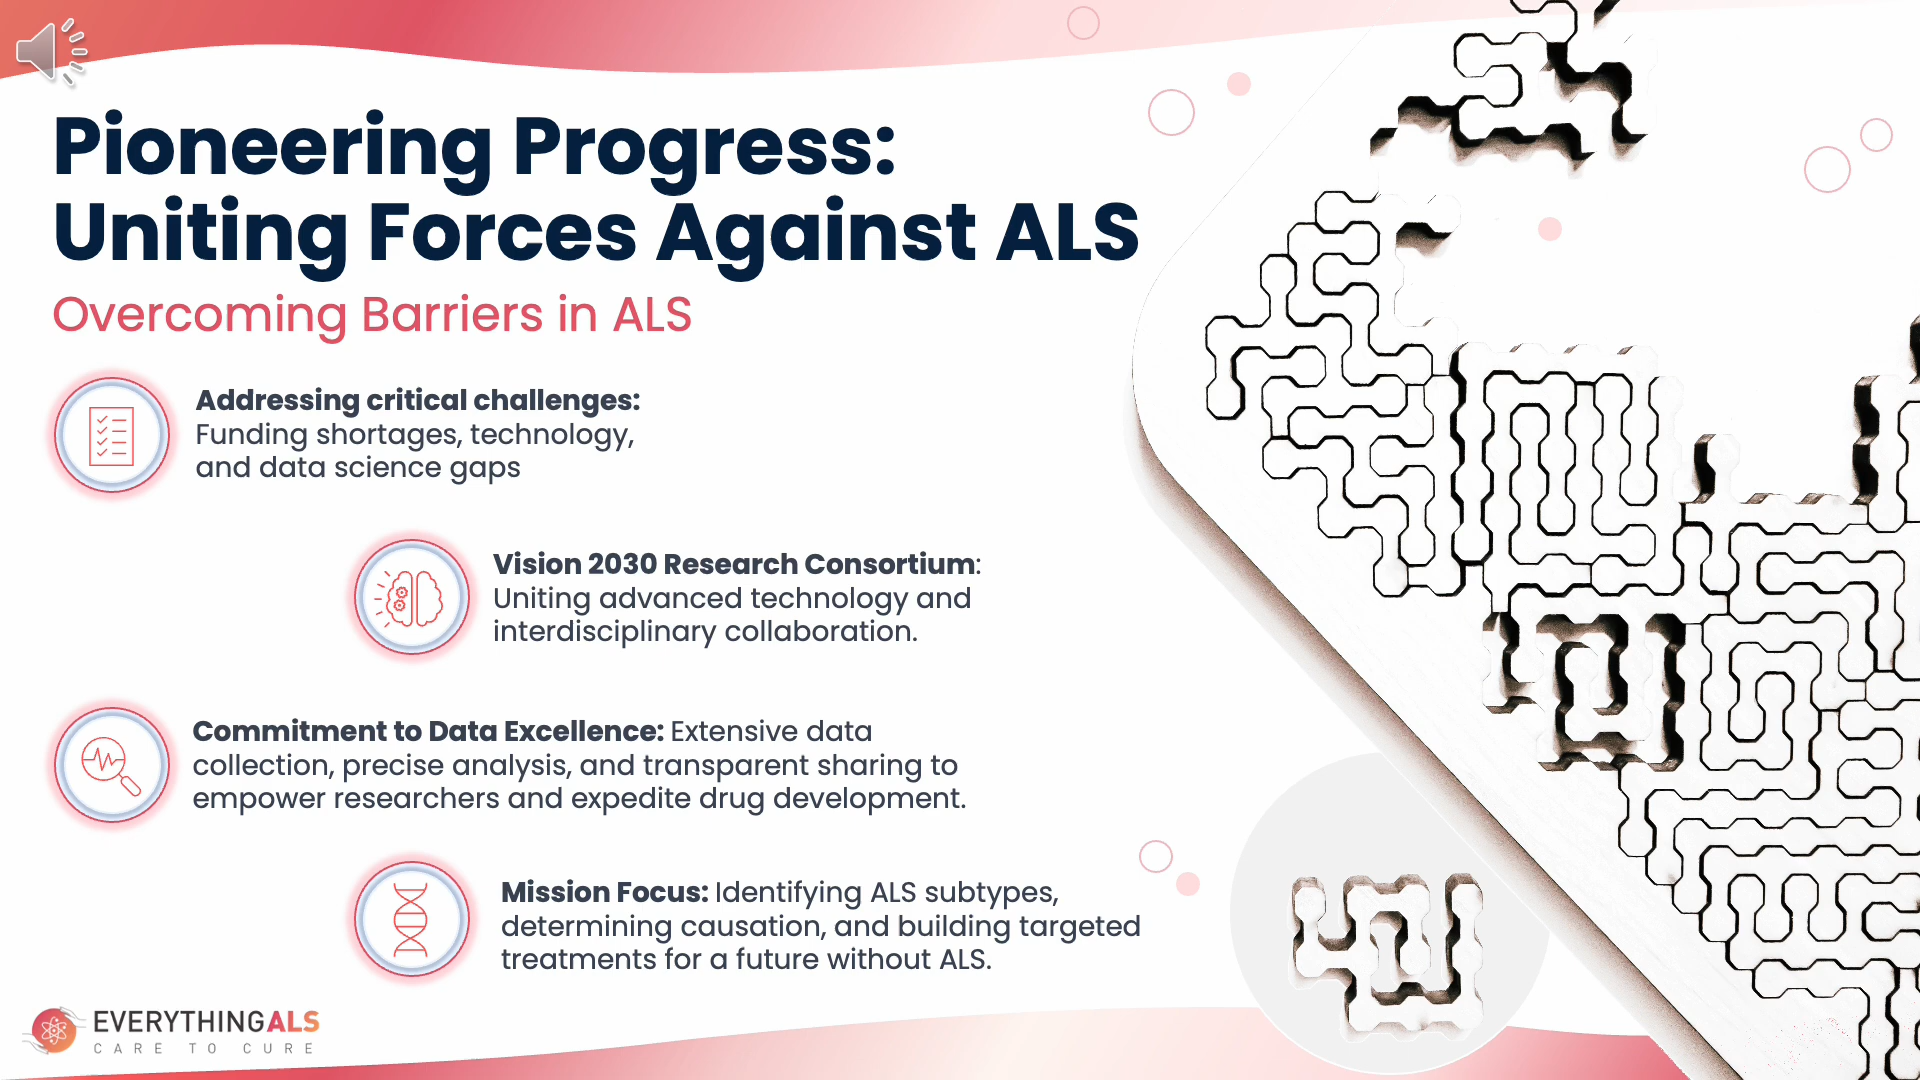 Pioneering Progress:
Uniting Forces Against ALS
Overcoming Barriers in ALS
Addressing critical challenges:
Funding shortages, technology,
and data science gaps
Vision 2030 Research Consortium:
Uniting advanced technology and
interdisciplinary collaboration.
Commitment to Data Excellence: Extensive data
collection, precise analysis, and transparent sharing to
empower researchers and expedite drug development.
Mission Focus: Identifying ALS subtypes,
determining causation, and building targeted
treatments for a future without ALS.
EVERYTHINGALS
CARE TO CURE